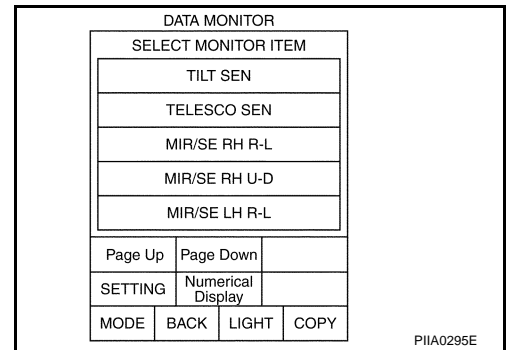 DATA MONITOR
SELECT MONITOR ITEM
TILT SEN
TELESCO SEN
MIR/SE RH R-L
MIR/SE RH U-D
MIR/SE LH R-L
Page Up Page Down
SETTING Numerical
Display
MODE BACK LIGHT COPY
PIIA0295E